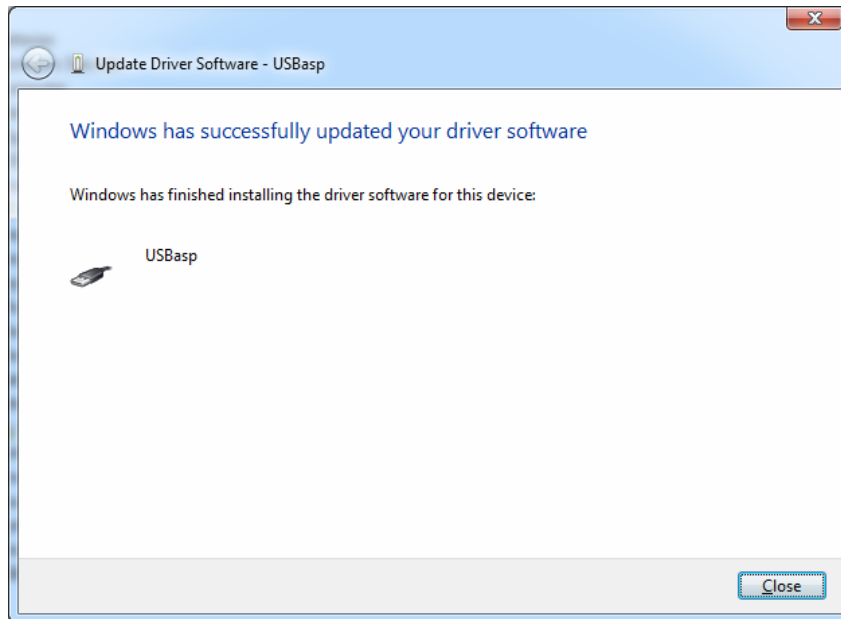 Update Driver Software - USBasp
Windows has successfully updated your driver software
Windows has finished installing the driver software for this device:
USBasp
Close